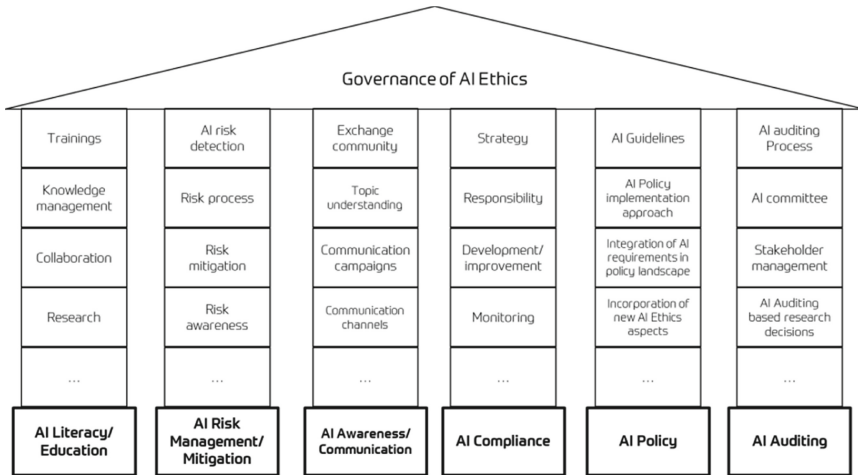 Governance of AI Ethics
Trainings
AI risk
detection
Exchange
community
Strategy
AI Guidelines
AI auditing
Process
Knowledge
management
Risk process
Topic
understanding
Responsibility
AI Policy
implementation
approach
AI committee
Collaboration
Risk
mitigation
Communication
campaigns
Development/
improvement
Integration of AI
requirements in
policy landscape
Stakeholder
management
Research
Risk
awareness
Communication
channels
Monitoring
Incorporation of
new AI Ethics
aspects
AI Auditing
based research
decisions
...
...
...
...
...
...
AI Literacy/
Education
AI Risk
Management/
Mitigation
AI Awareness/
Communication
AI Compliance
AI Policy
AI Auditing